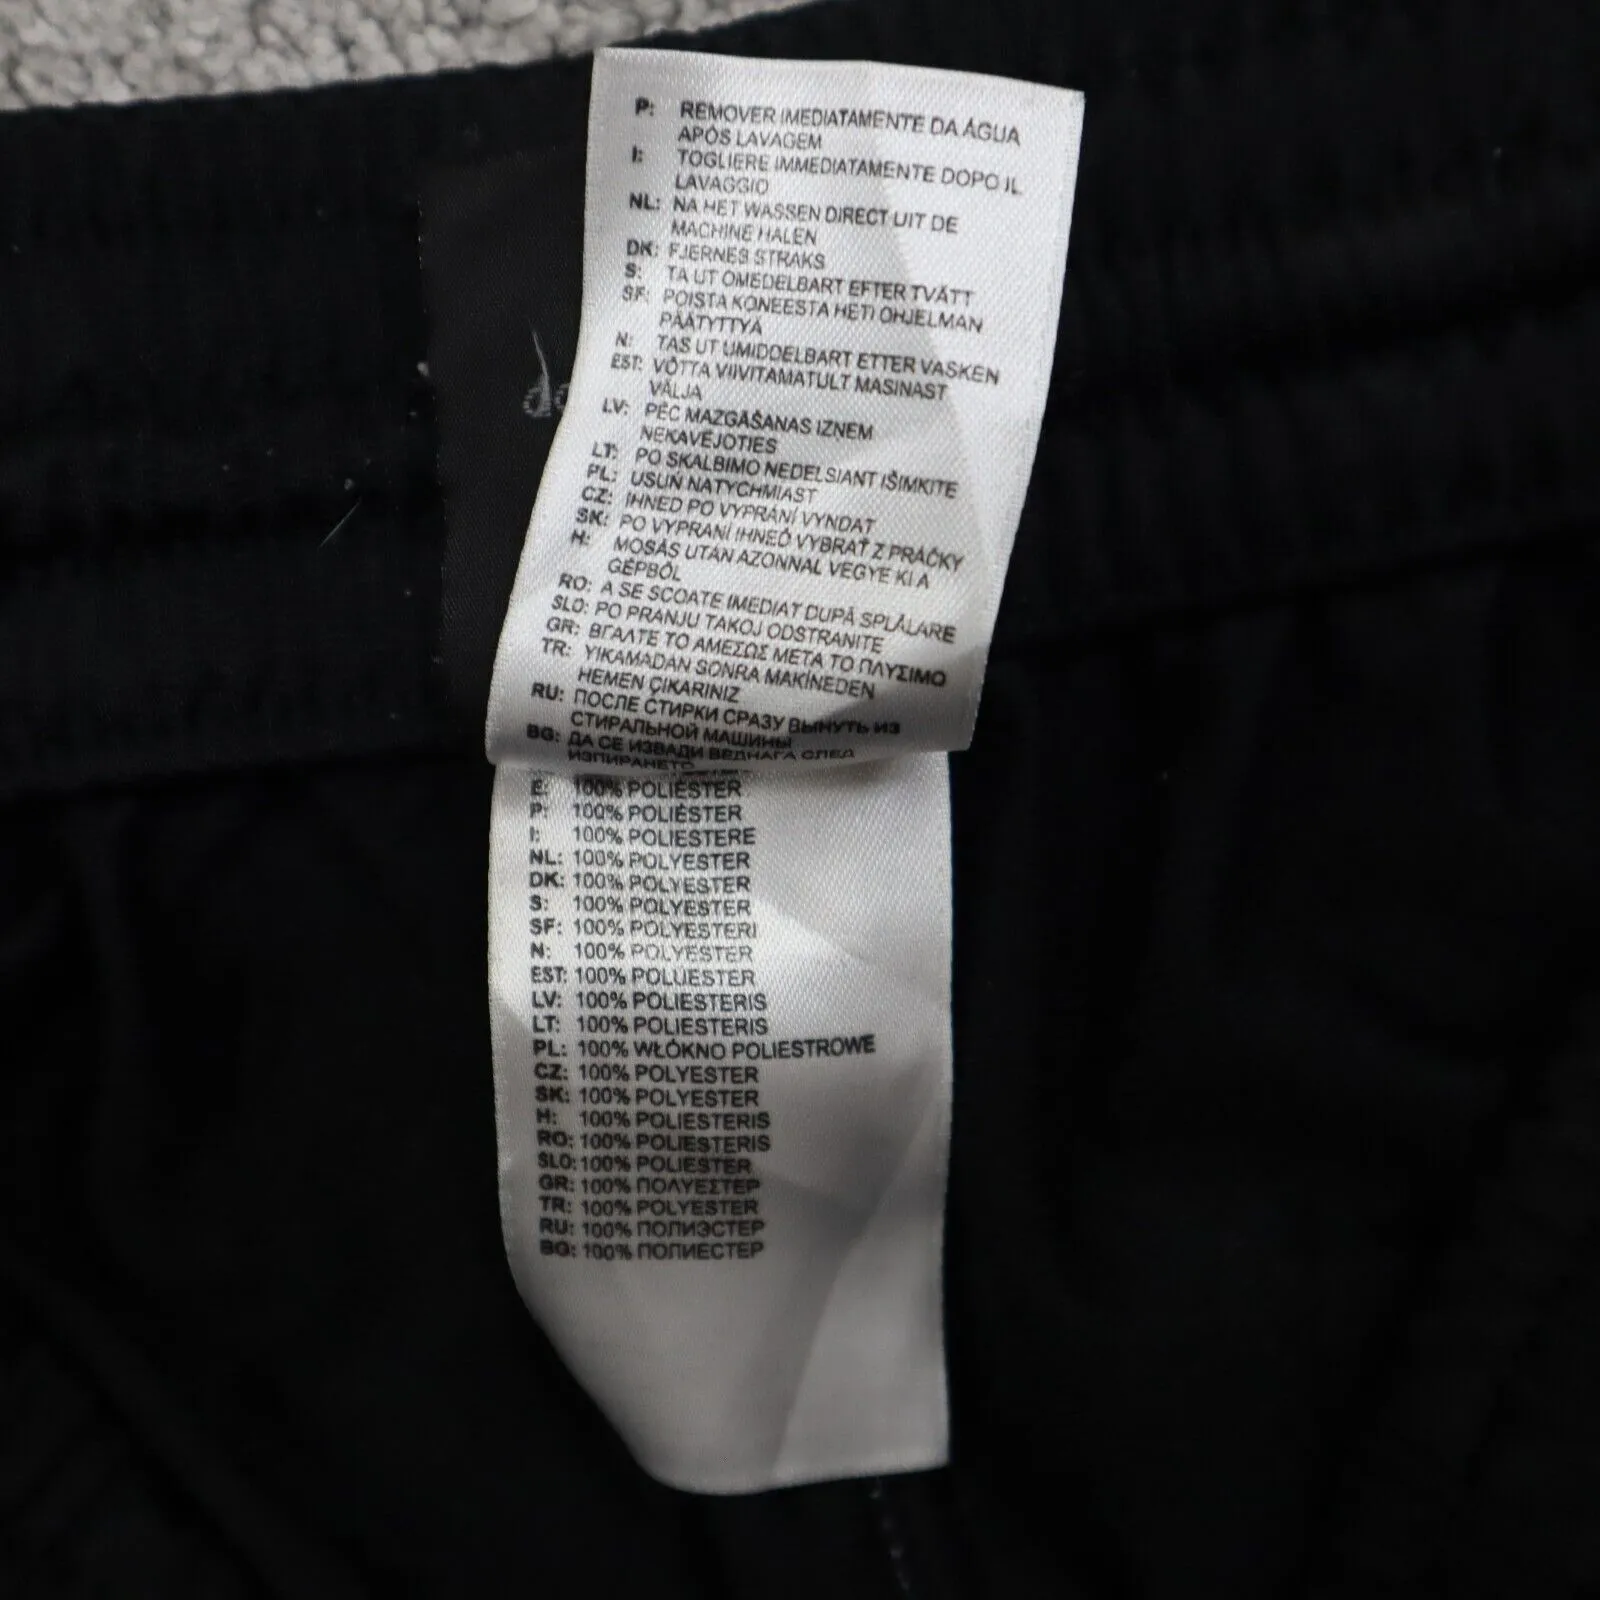 P: REMOVER IMEDIATAMENTE DA ÁGUA
APÓS LAVAGEM
I: TOGLIERE IMMEDIATAMENTE DOPO IL
LAVAGGIO
NL: NA HET WASSEN DIRECT UIT DE
MACHINE HALEN
DK: FJERNES STRAKS
S: TA UT OMEDELBART EFTER TVÄTT
SF: POISTA KONEESTA HETI OHJELMAN
PÄÄTYTTYÄ
N: TAS UT UMIDDELBART ETTER VASKEN
EST: VÕTTA VIIVITAMATULT MASINAST
VÄLJA
LV: PĒC MAZGĀŠANAS IZNEM
NEKAVĒJOTIES
LT: PO SKALBIMO NEDELSIANT IŠIMKITE
PL: USUŃ NATYCHMIAST
CZ: IHNED PO VYPRÁNÍ VYNDAT
SK: PO VYPRANÍ IHNEĎ VYBRAŤ Z PRÁČKY
H: MOSÁS UTÁN AZONNAL VEGYE KI A
GÉPBŐL
RO: A SE SCOATE IMEDIAT DUPĂ SPĂLARE
SLO: PO PRANJU TAKOJ ODSTRANITE
GR: ΒΓΑΛΤΕ ΤΟ ΑΜΕΣΩΣ ΜΕΤΑ ΤΟ ΠΛΥΣΙΜΟ
TR: YIKAMADAN SONRA MAKİNEDEN
HEMEN ÇIKARINIZ
RU: ПОСЛЕ СТИРКИ СРАЗУ ВЫНУТЬ ИЗ
СТИРАЛЬНОЙ МАШИНЫ
BG: ДА СЕ ИЗВАДИ ВЕДНАГА СЛЕД
ИЗПИРАНЕТО
E: 100% POLIÉSTER
P: 100% POLIÉSTER
I: 100% POLIESTERE
NL: 100% POLYESTER
DK: 100% POLYESTER
S: 100% POLYESTER
SF: 100% POLYESTERI
N: 100% POLYESTER
EST: 100% POLUESTER
LV: 100% POLIESTERIS
LT: 100% POLIESTERIS
PL: 100% WŁÓKNO POLIESTROWE
CZ: 100% POLYESTER
SK: 100% POLYESTER
H: 100% POLIESTERIS
RO: 100% POLIESTERIS
SLO: 100% POLIESTER
GR: 100% ΠΟΛΥΕΣΤΕΡ
TR: 100% POLYESTER
RU: 100% ПОЛИЭСТЕР
BG: 100% ПОЛИЕСТЕР